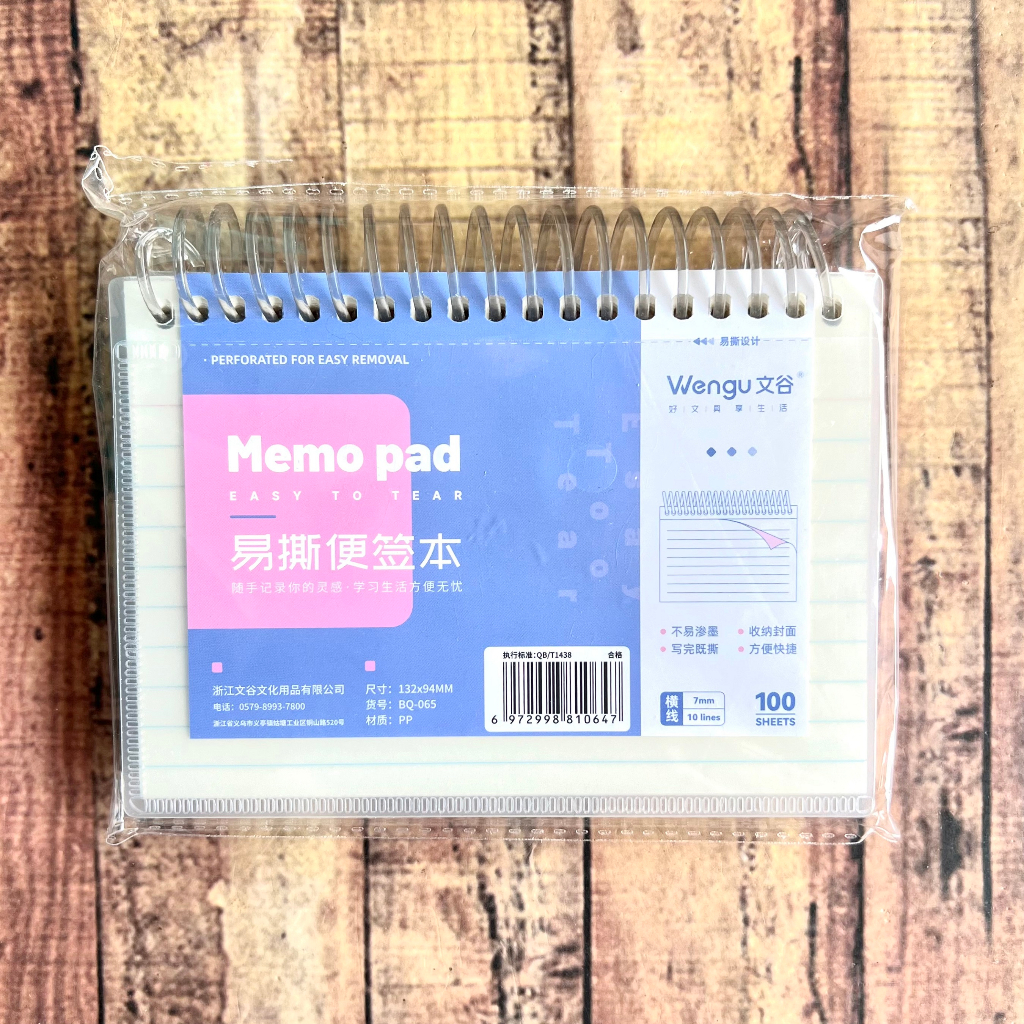 易撕设计
· PERFORATED FOR EASY REMOVAL
Wengu 文谷®
好 文 具 享 生 活
Memo pad
EASY TO TEAR
易撕便签本
随手记录你的灵感·学习生活方便无忧
Easy
To
Tear
不易渗墨
收纳封面
写完既撕
方便快捷
浙江文谷文化用品有限公司
电话：0579-8993-7800
尺寸：132x94MM
货号：BQ-065
材质：PP
执行标准：QB/T1438 合格
6 972998 810647
横线
7mm
10 lines
100
SHEETS